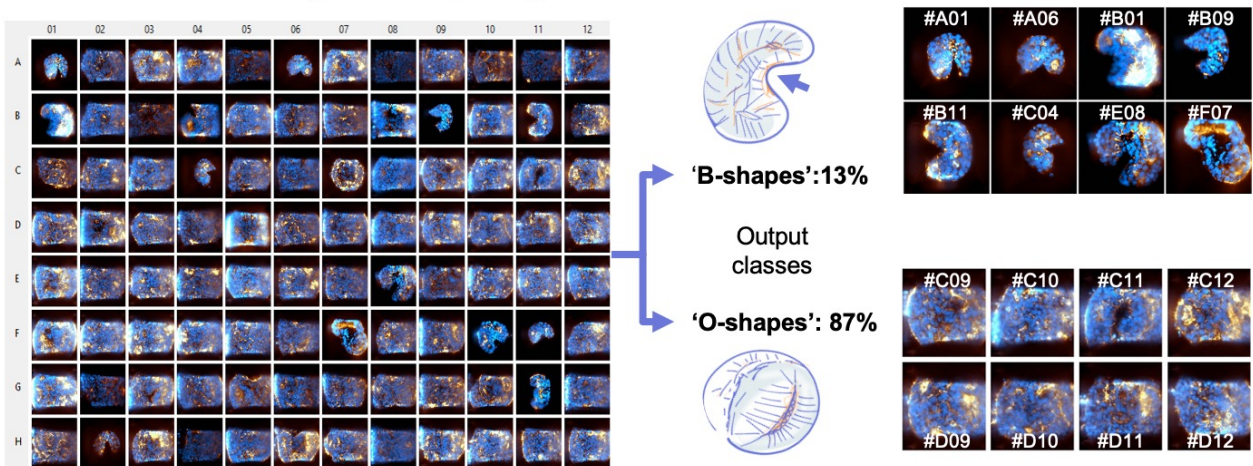 01 02 03 04 05 06 07 08 09 10 11 12
A
B
C
D
E
F
G
H
'B-shapes':13%
Output
classes
'O-shapes': 87%
#A01 #A06 #B01 #B09
#B11 #C04 #E08 #F07
#C09 #C10 #C11 #C12
#D09 #D10 #D11 #D12